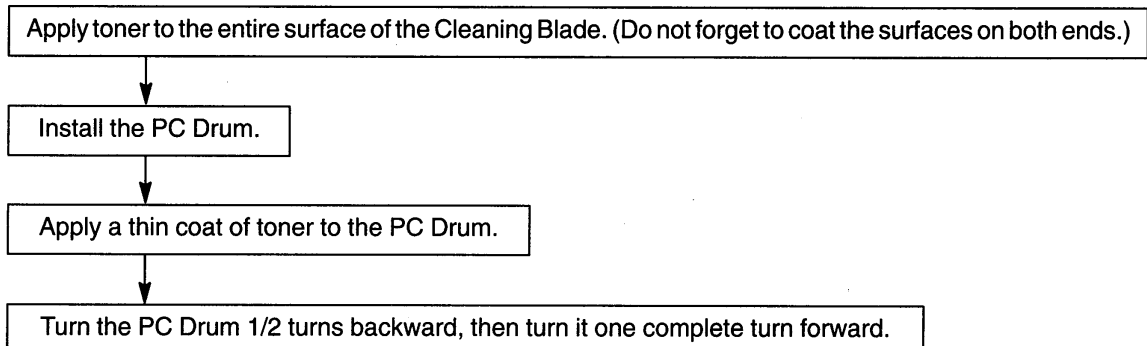 Apply toner to the entire surface of the Cleaning Blade. (Do not forget to coat the surfaces on both ends.)
Install the PC Drum.
Apply a thin coat of toner to the PC Drum.
Turn the PC Drum 1/2 turns backward, then turn it one complete turn forward.